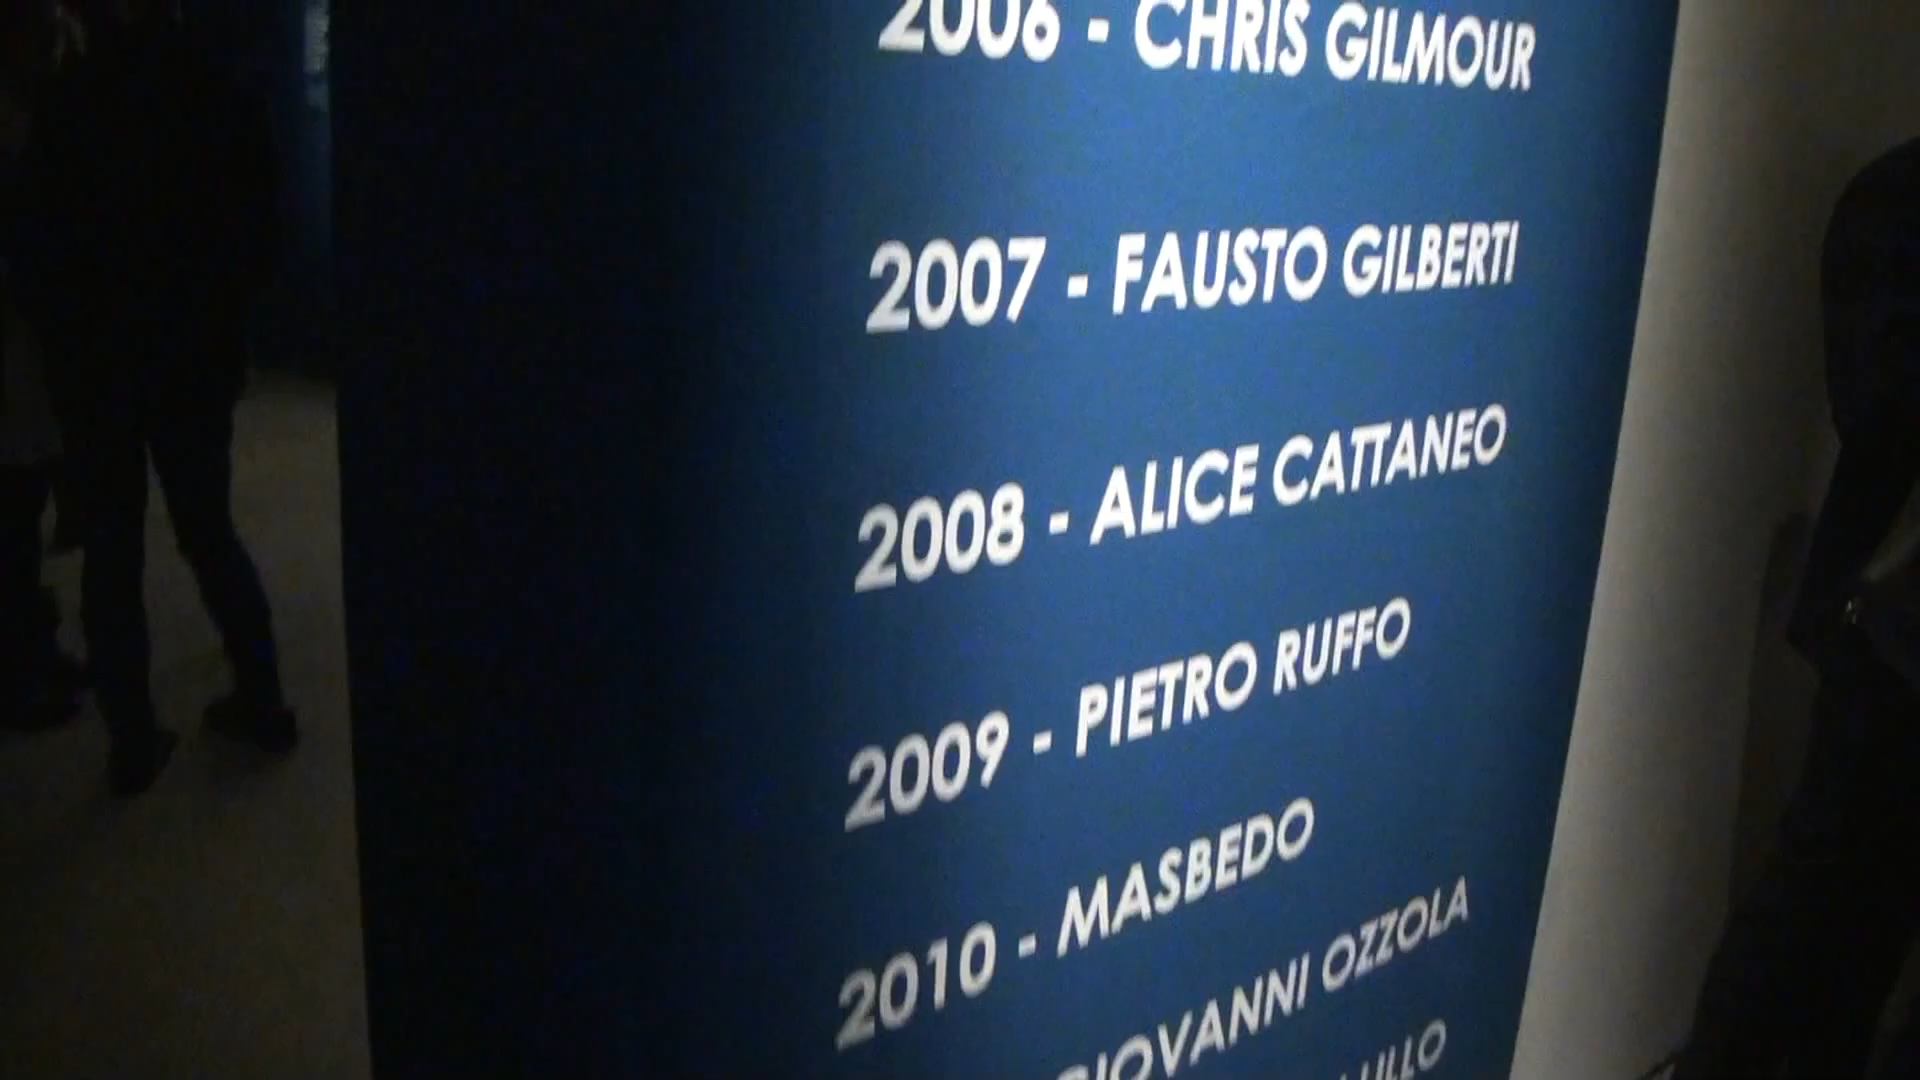 2006 - CHRIS GILMOUR
2007 - FAUSTO GILBERTI
2008 - ALICE CATTANEO
2009 - PIETRO RUFFO
2010 - MASBEDO
GIOVANNI OZZOLA